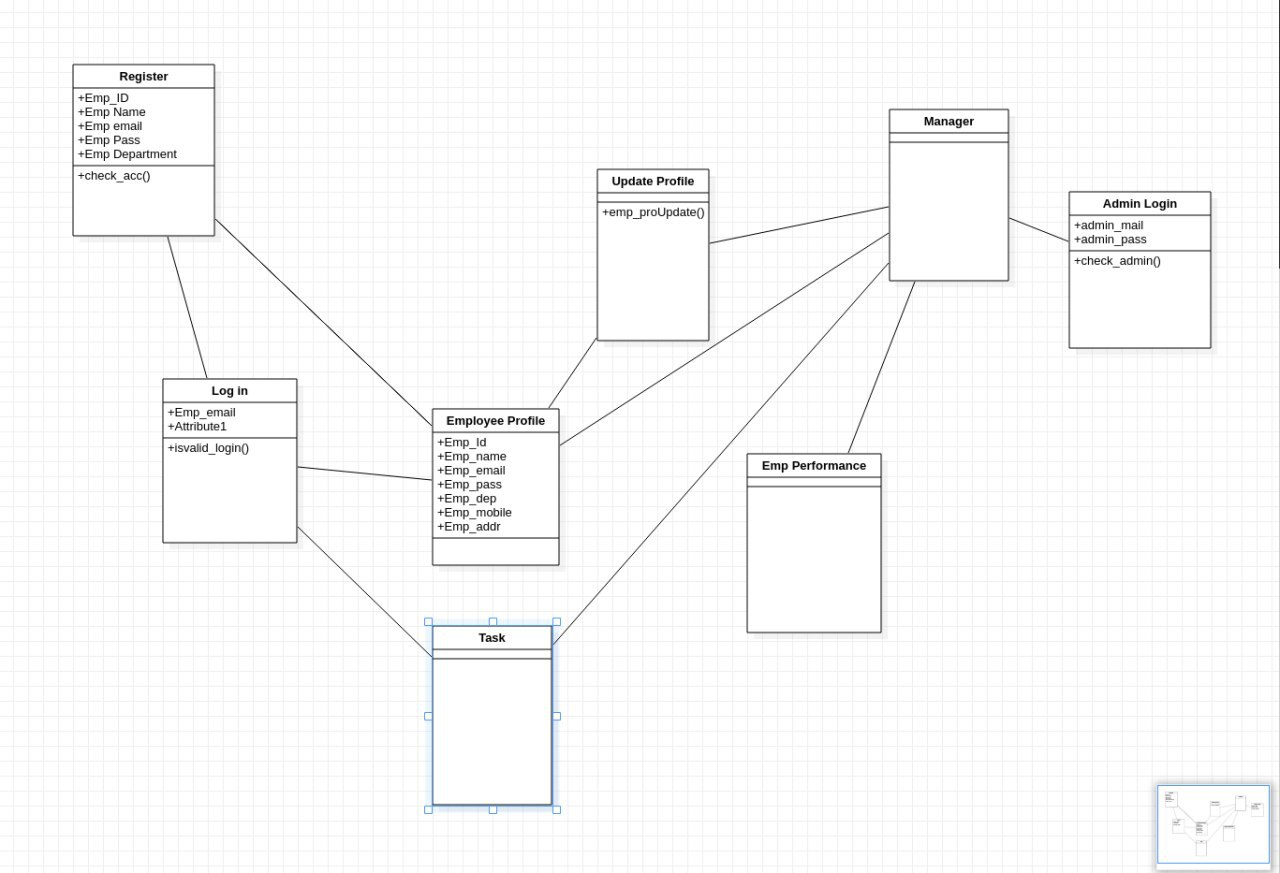 Register
+Emp_ID
+Emp Name
+Emp email
+Emp Pass
+Emp Department
+check_acc()
Manager
Update Profile
+emp_proUpdate()
Admin Login
+admin_mail
+admin_pass
+check_admin()
Log in
+Emp_email
+Attribute1
+isvalid_login()
Employee Profile
+Emp_Id
+Emp_name
+Emp_email
+Emp_pass
+Emp_dep
+Emp_mobile
+Emp_addr
Emp Performance
Task